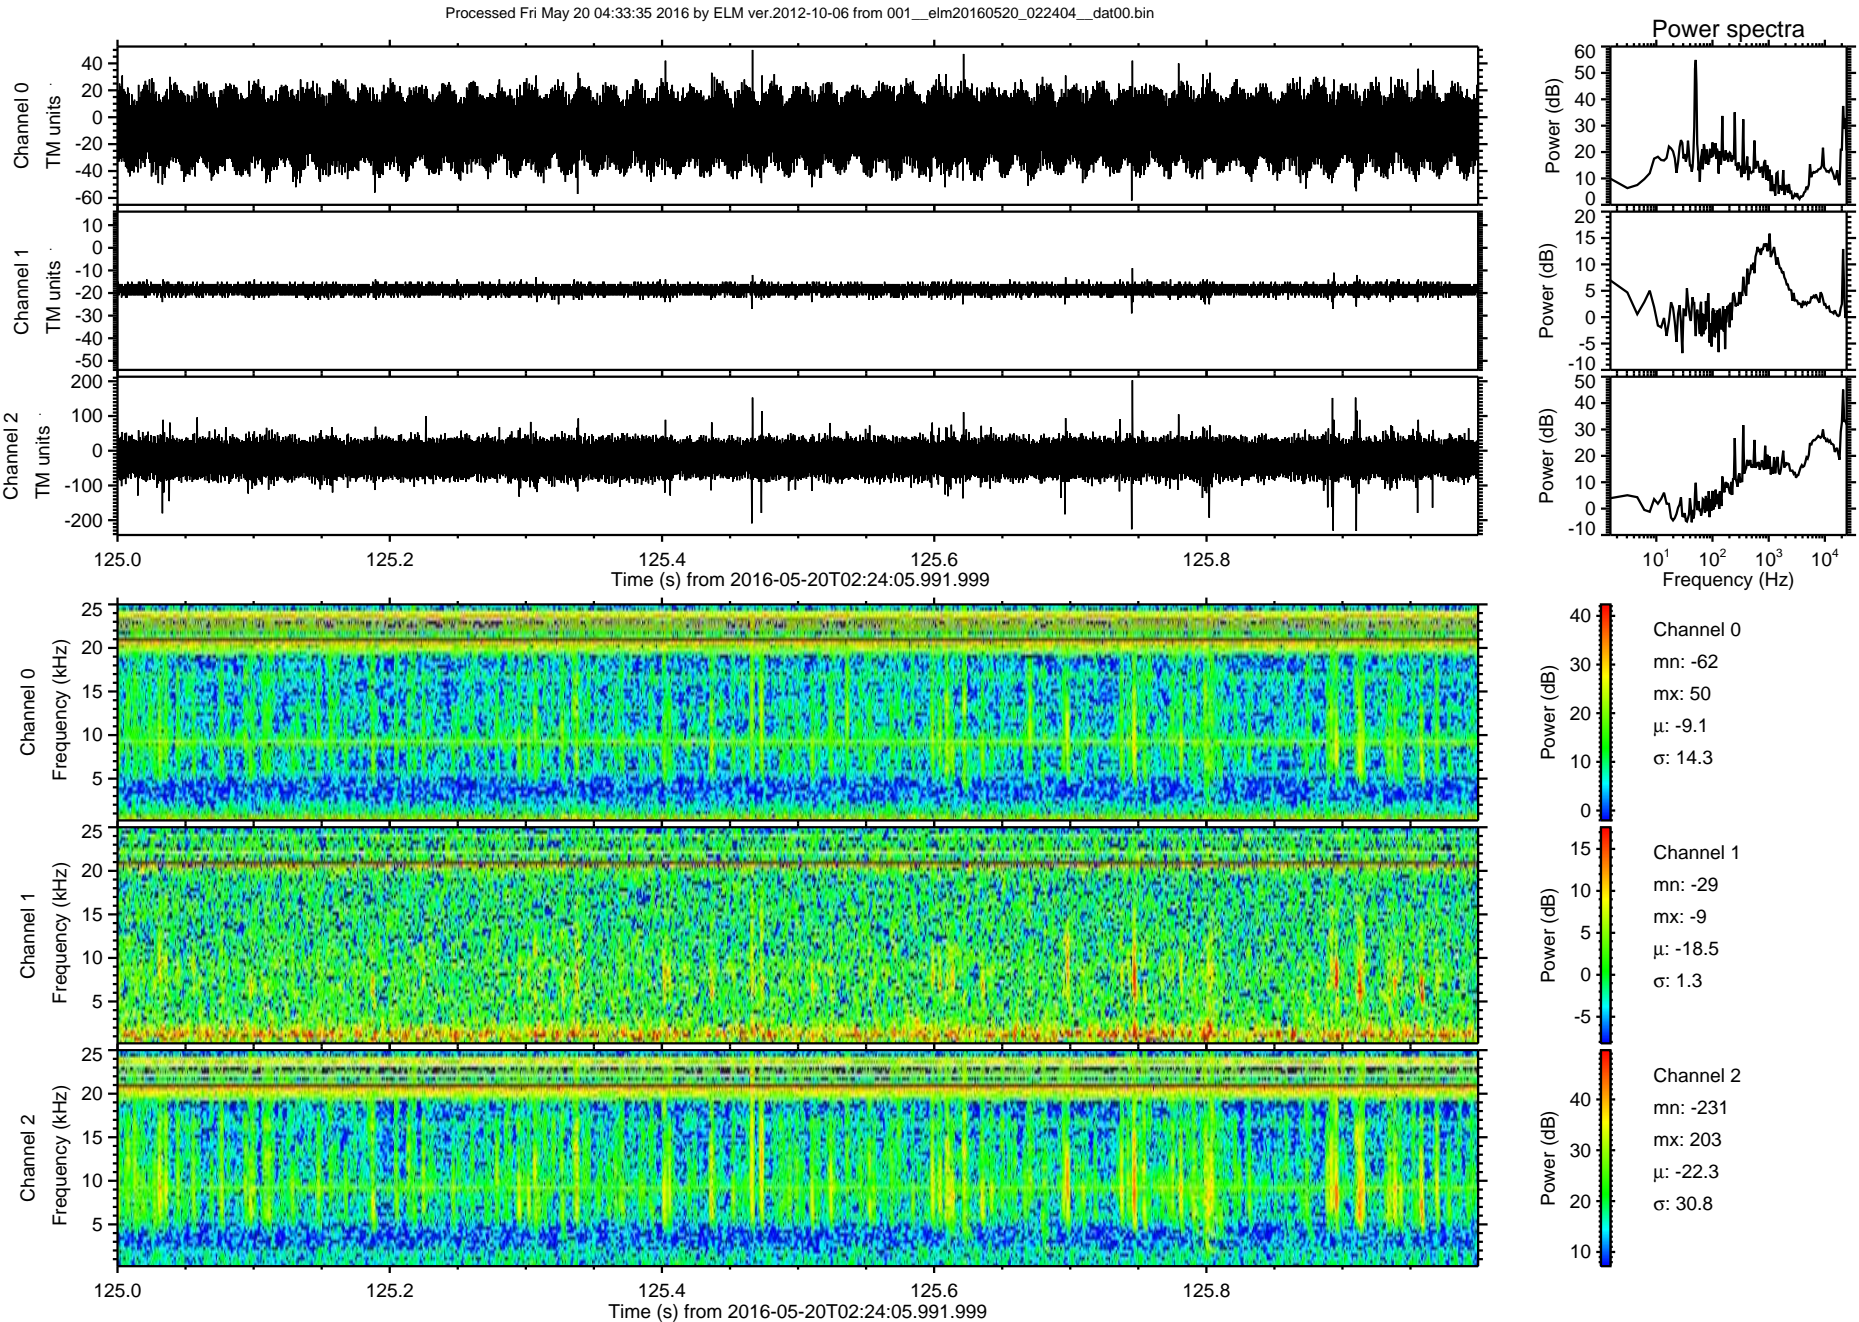 Processed Fri May 20 04:33:35 2016 by ELM ver.2012-10-06 from 001__elm20160520_022404__dat00.bin
Power spectra
Channel 0
TM units
40
20
0
-20
-40
-60
Power (dB)
60
50
40
30
20
10
0
Channel 1
TM units
10
0
-10
-20
-30
-40
-50
Power (dB)
20
15
10
5
0
-5
-10
Channel 2
TM units
200
100
0
-100
-200
Power (dB)
50
40
30
20
10
0
-10
125.0 125.2 125.4 125.6 125.8
Time (s) from 2016-05-20T02:24:05.991.999
10¹ 10² 10³ 10⁴
Frequency (Hz)
Channel 0
Frequency (kHz)
25
20
15
10
5
Power (dB)
40
30
20
10
0
Channel 0
mn: -62
mx: 50
μ: -9.1
σ: 14.3
Channel 1
Frequency (kHz)
25
20
15
10
5
Power (dB)
15
10
5
0
-5
Channel 1
mn: -29
mx: -9
μ: -18.5
σ: 1.3
Channel 2
Frequency (kHz)
25
20
15
10
5
Power (dB)
40
30
20
10
Channel 2
mn: -231
mx: 203
μ: -22.3
σ: 30.8
125.0 125.2 125.4 125.6 125.8
Time (s) from 2016-05-20T02:24:05.991.999